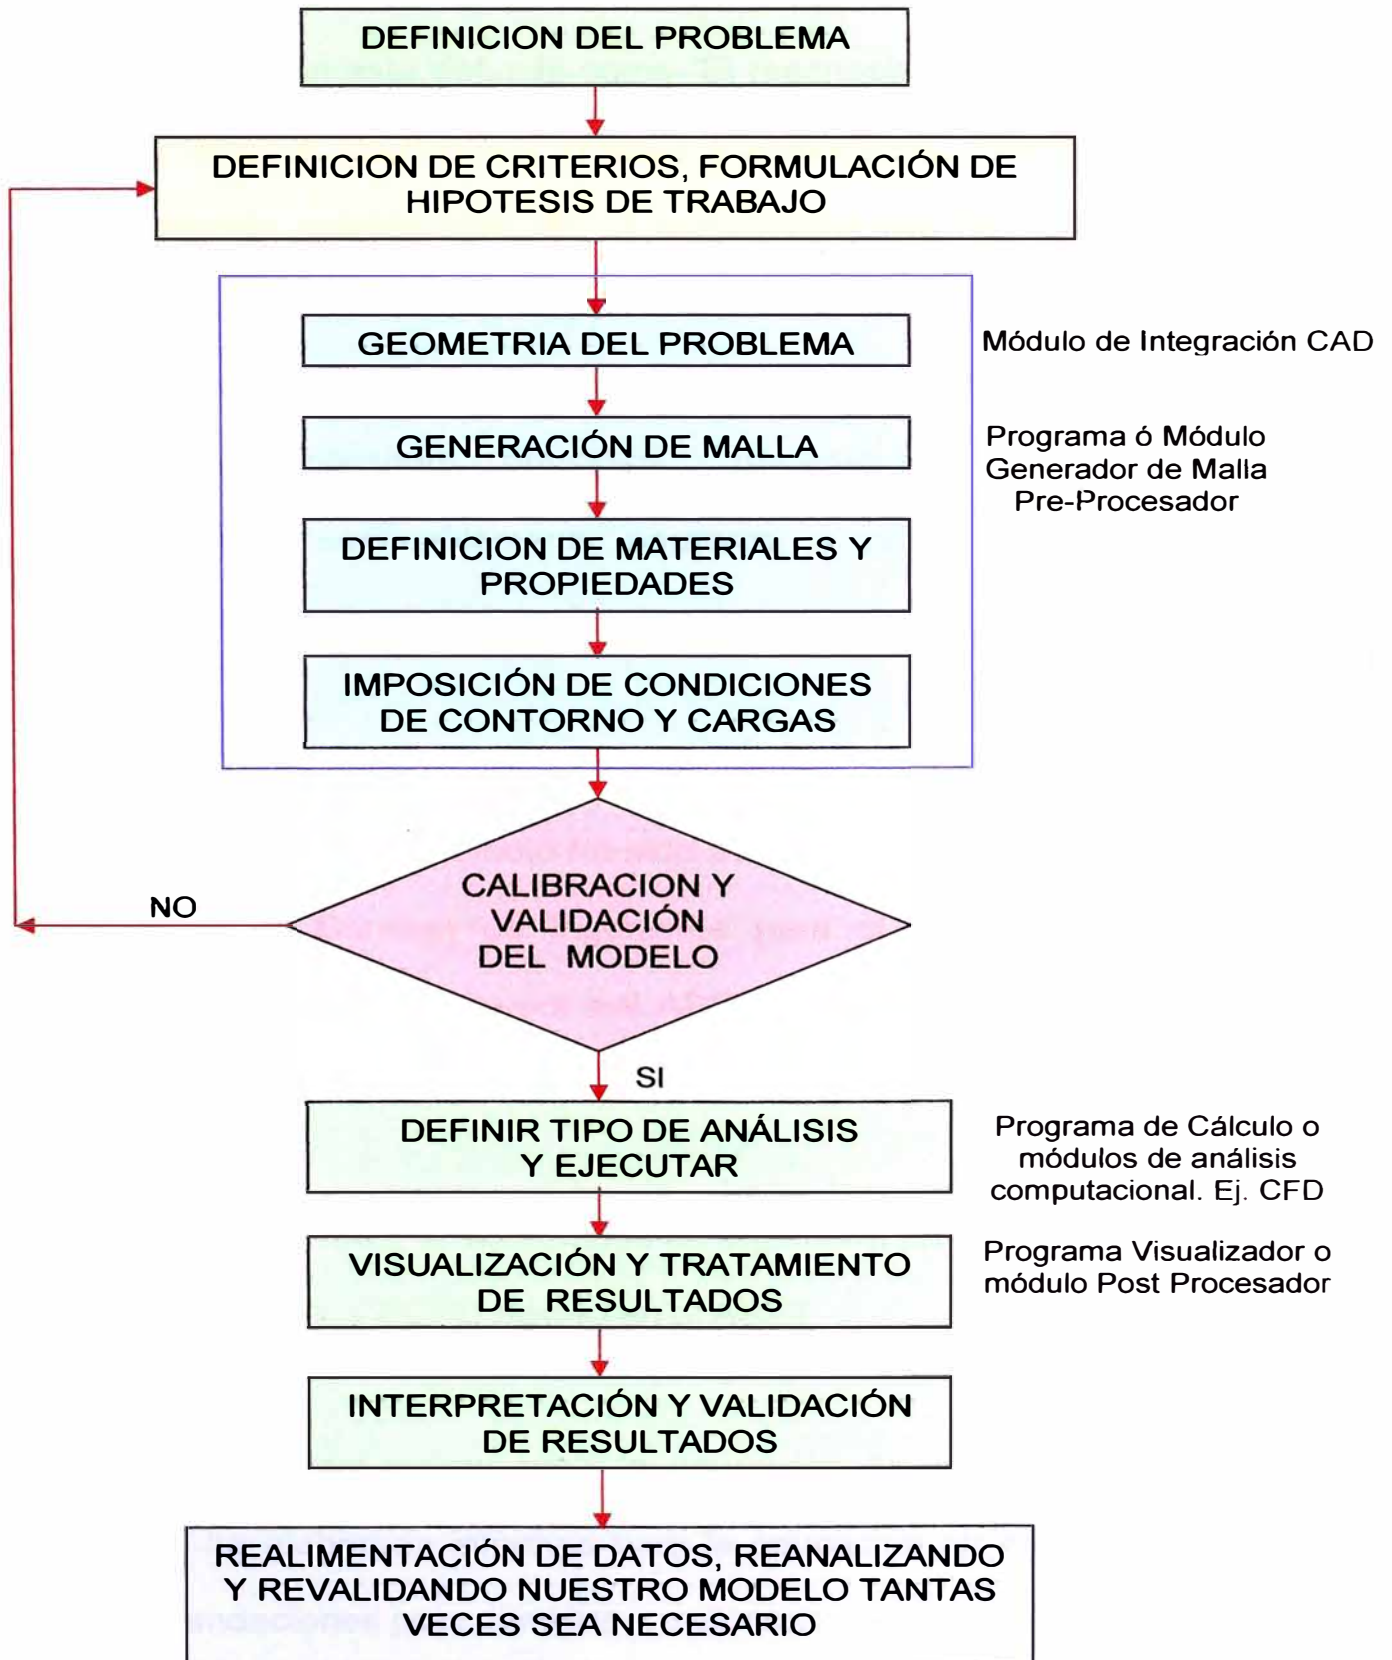 DEFINICION DEL PROBLEMA
DEFINICION DE CRITERIOS, FORMULACIÓN DE
HIPOTESIS DE TRABAJO
GEOMETRIA DEL PROBLEMA
Módulo de Integración CAD
GENERACIÓN DE MALLA
Programa ó Módulo
Generador de Malla
Pre-Procesador
DEFINICION DE MATERIALES Y
PROPIEDADES
IMPOSICIÓN DE CONDICIONES
DE CONTORNO Y CARGAS
CALIBRACION Y
VALIDACIÓN
DEL MODELO
NO
SI
DEFINIR TIPO DE ANÁLISIS
Y EJECUTAR
Programa de Cálculo o
módulos de análisis
computacional. Ej. CFD
VISUALIZACIÓN Y TRATAMIENTO
DE RESULTADOS
Programa Visualizador o
módulo Post Procesador
INTERPRETACIÓN Y VALIDACIÓN
DE RESULTADOS
REALIMENTACIÓN DE DATOS, REANALIZANDO
Y REVALIDANDO NUESTRO MODELO TANTAS
VECES SEA NECESARIO